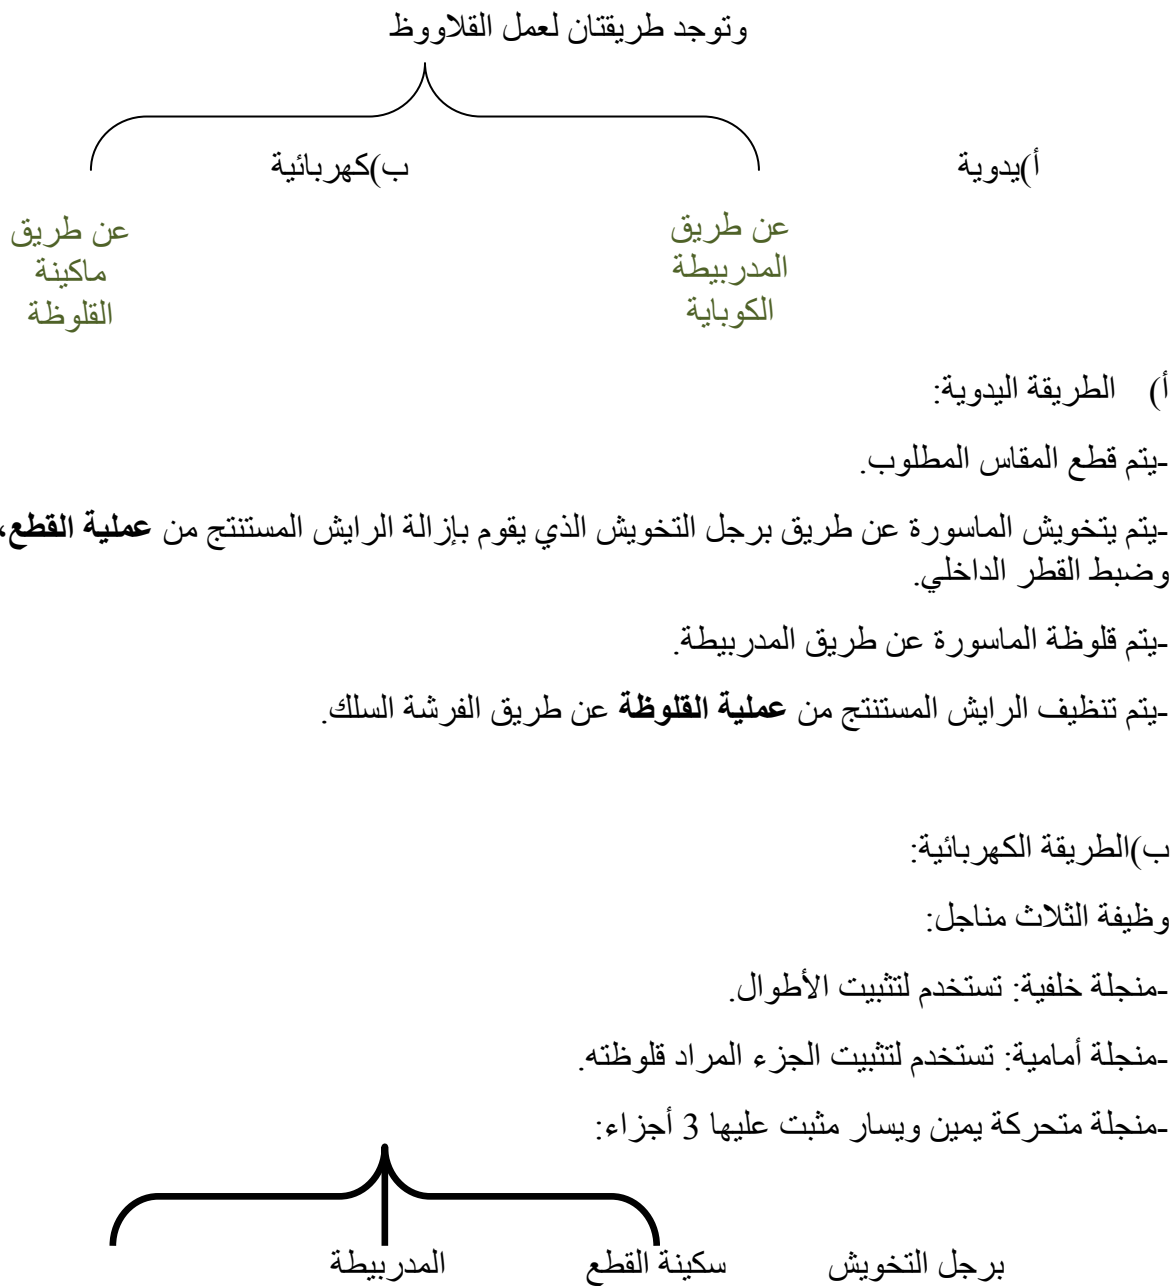 وتوجد طريقتان لعمل القلاووظ
أ)يدوية
ب)كهربائية
عن طريق
المدربيطة
الكوباية
عن طريق
ماكينة
القلوظة
أ) الطريقة اليدوية:
-يتم قطع المقاس المطلوب.
-يتم يتخويش الماسورة عن طريق برجل التخويش الذي يقوم بإزالة الرايش المستنتج من عملية القطع،
وضبط القطر الداخلي.
-يتم قلوظة الماسورة عن طريق المدربيطة.
-يتم تنظيف الرايش المستنتج من عملية القلوظة عن طريق الفرشة السلك.
ب)الطريقة الكهربائية:
وظيفة الثلاث مناجل:
-منجلة خلفية: تستخدم لتثبيت الأطوال.
-منجلة أمامية: تستخدم لتثبيت الجزء المراد قلوظته.
-منجلة متحركة يمين ويسار مثبت عليها 3 أجزاء:
برجل التخويش سكينة القطع المدربيطة